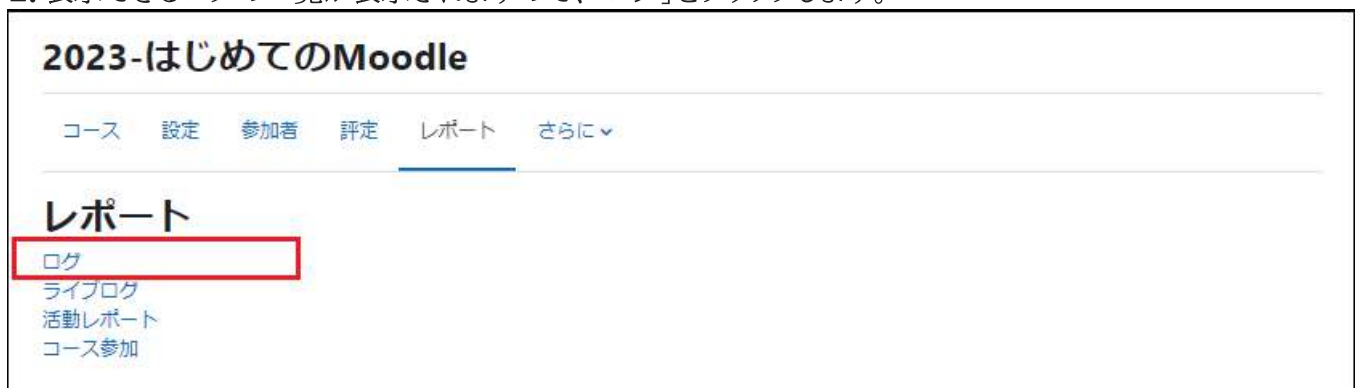 2023-はじめてのMoodle
コース 設定 参加者 評定 レポート さらに
レポート
ログ
ライブログ
活動レポート
コース参加